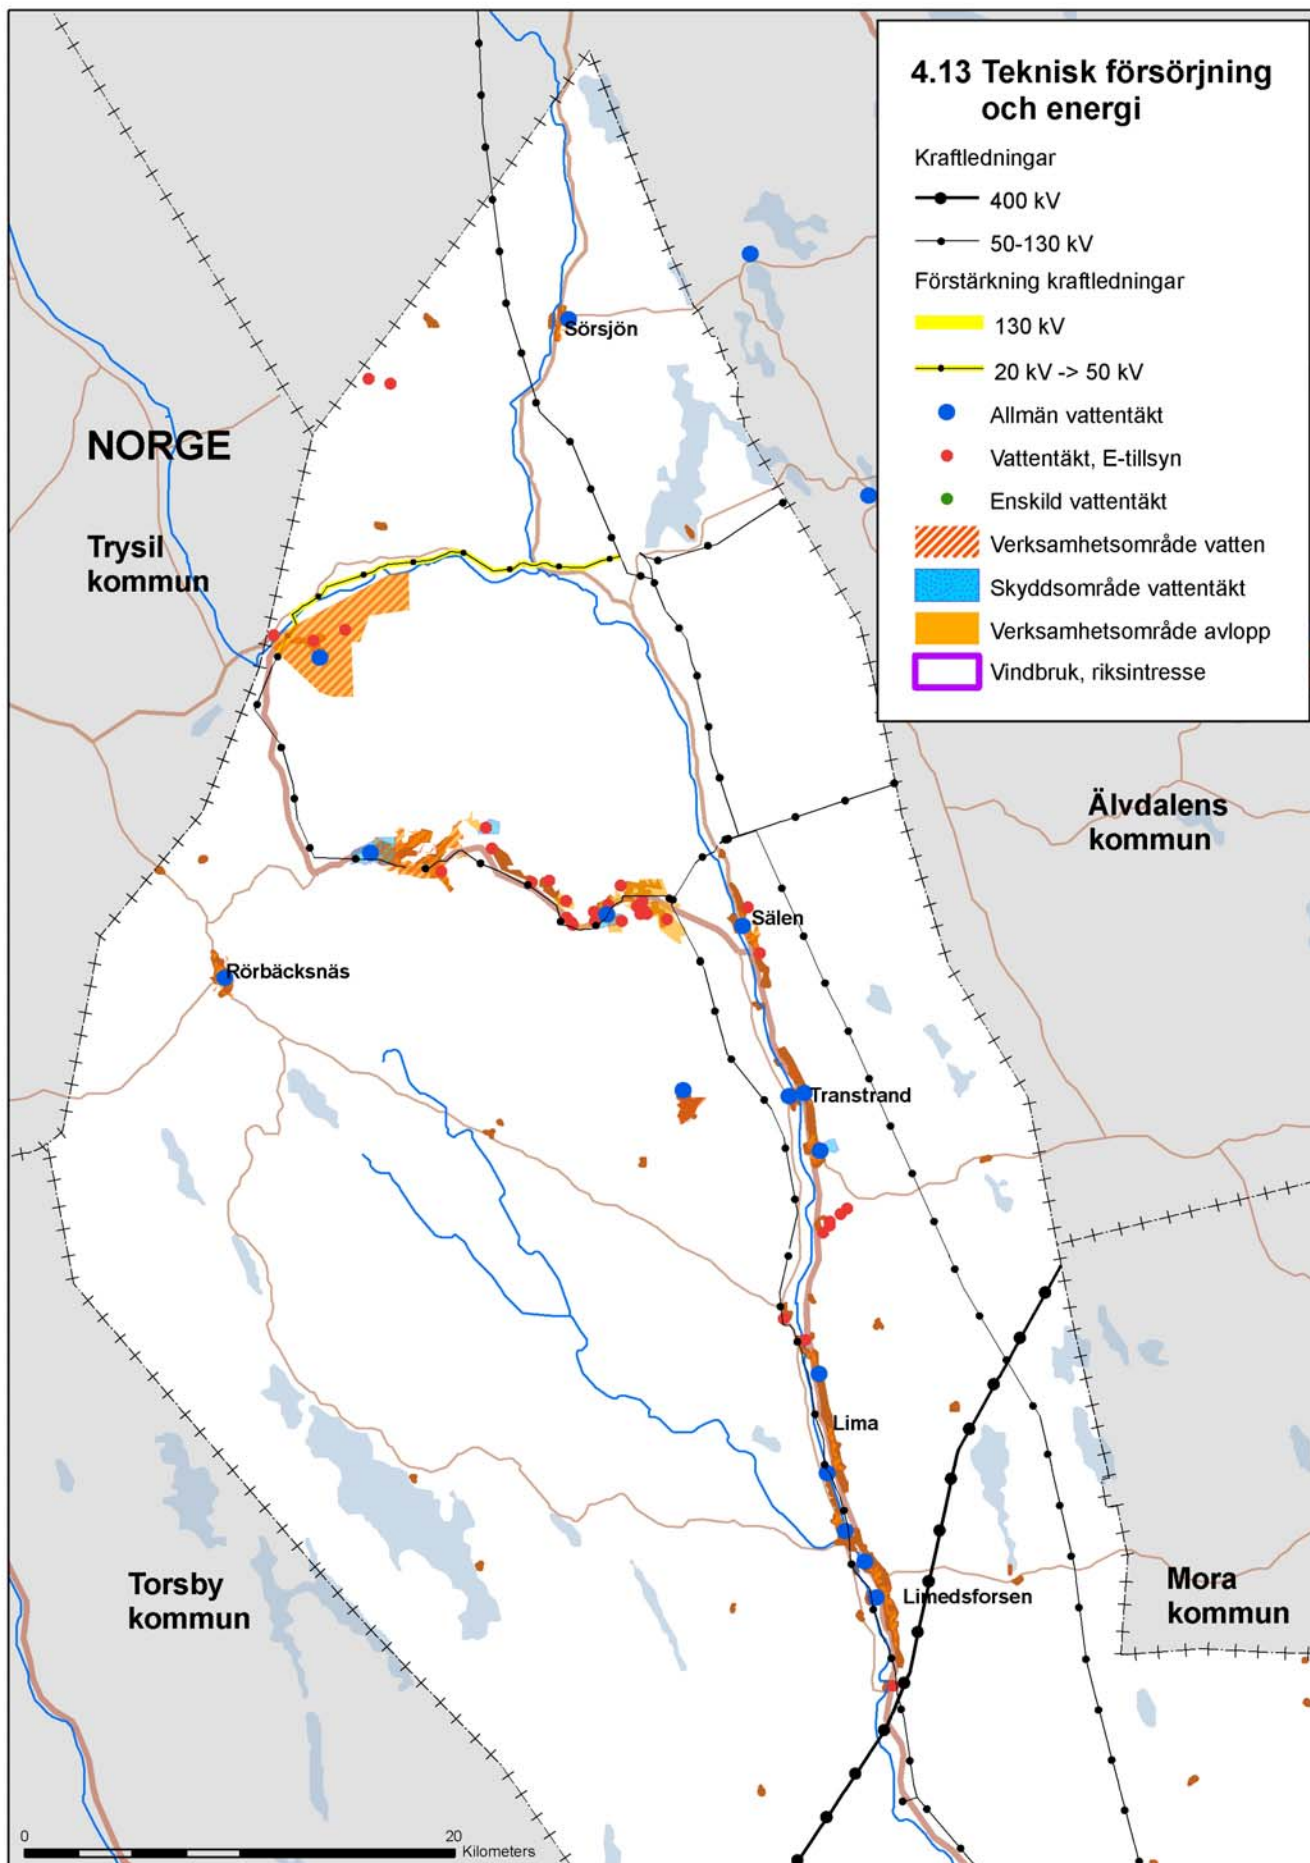 4.13 Teknisk försörjning
och energi
Kraftledningar
400 kV
50-130 kV
Förstärkning kraftledningar
130 kV
20 kV -> 50 kV
Allmän vattentäkt
Vattentäkt, E-tillsyn
Enskild vattentäkt
Verksamhetsområde vatten
Skyddsområde vattentäkt
Verksamhetsområde avlopp
Vindbruk, riksintresse
Sörsjön
NORGE
Trysil
kommun
Älvdalens
kommun
Sälen
Rörbäcksnäs
Transtrand
Lima
Torsby
kommun
Limedsforsen
Mora
kommun
0
20
Kilometers